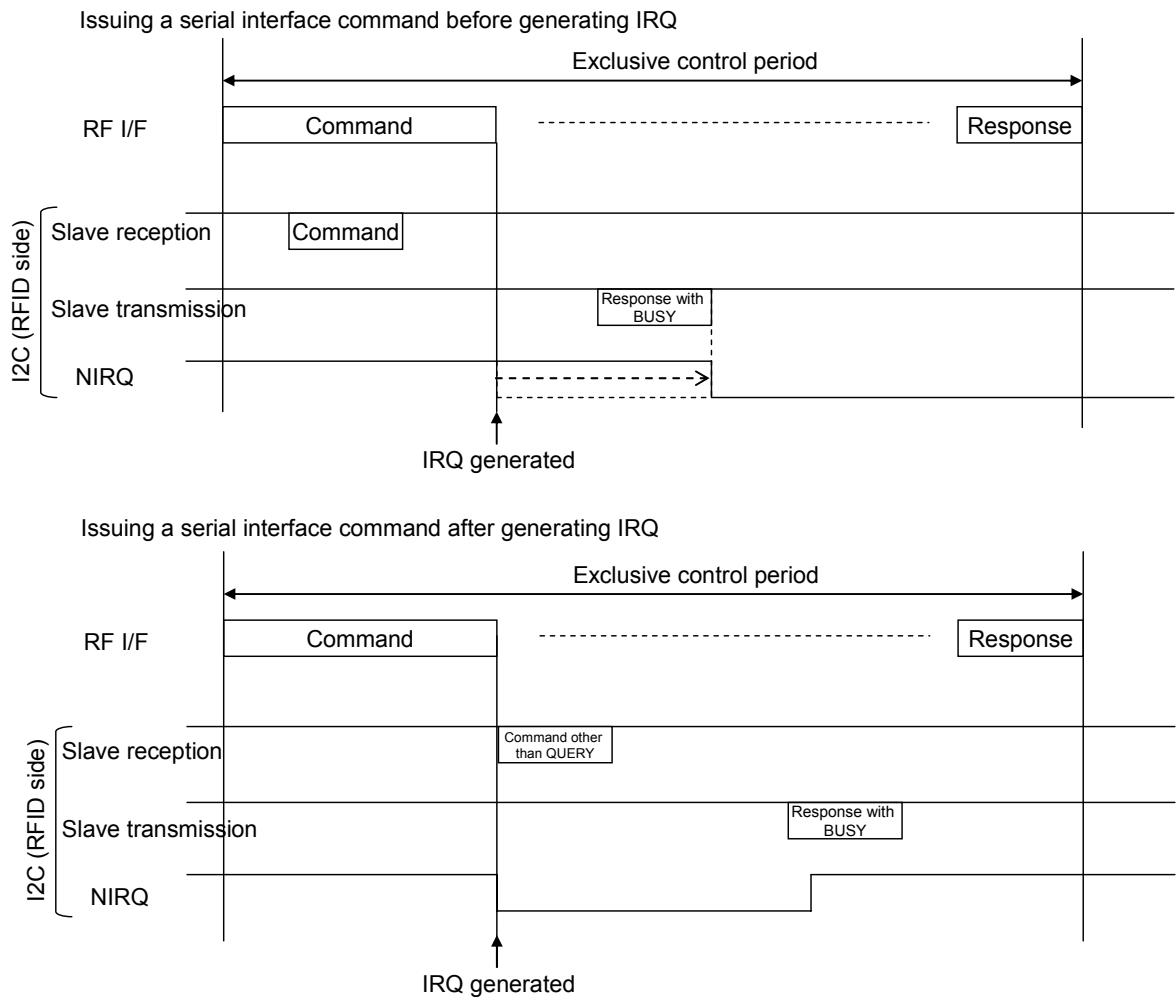 Issuing a serial interface command before generating IRQ
Exclusive control period
RF I/F
Command
Response
I2C (RFID side)
Slave reception
Command
Slave transmission
Response with
BUSY
NIRQ
IRQ generated
Issuing a serial interface command after generating IRQ
Exclusive control period
RF I/F
Command
Response
I2C (RFID side)
Slave reception
Command other
than QUERY
Slave transmission
Response with
BUSY
NIRQ
IRQ generated